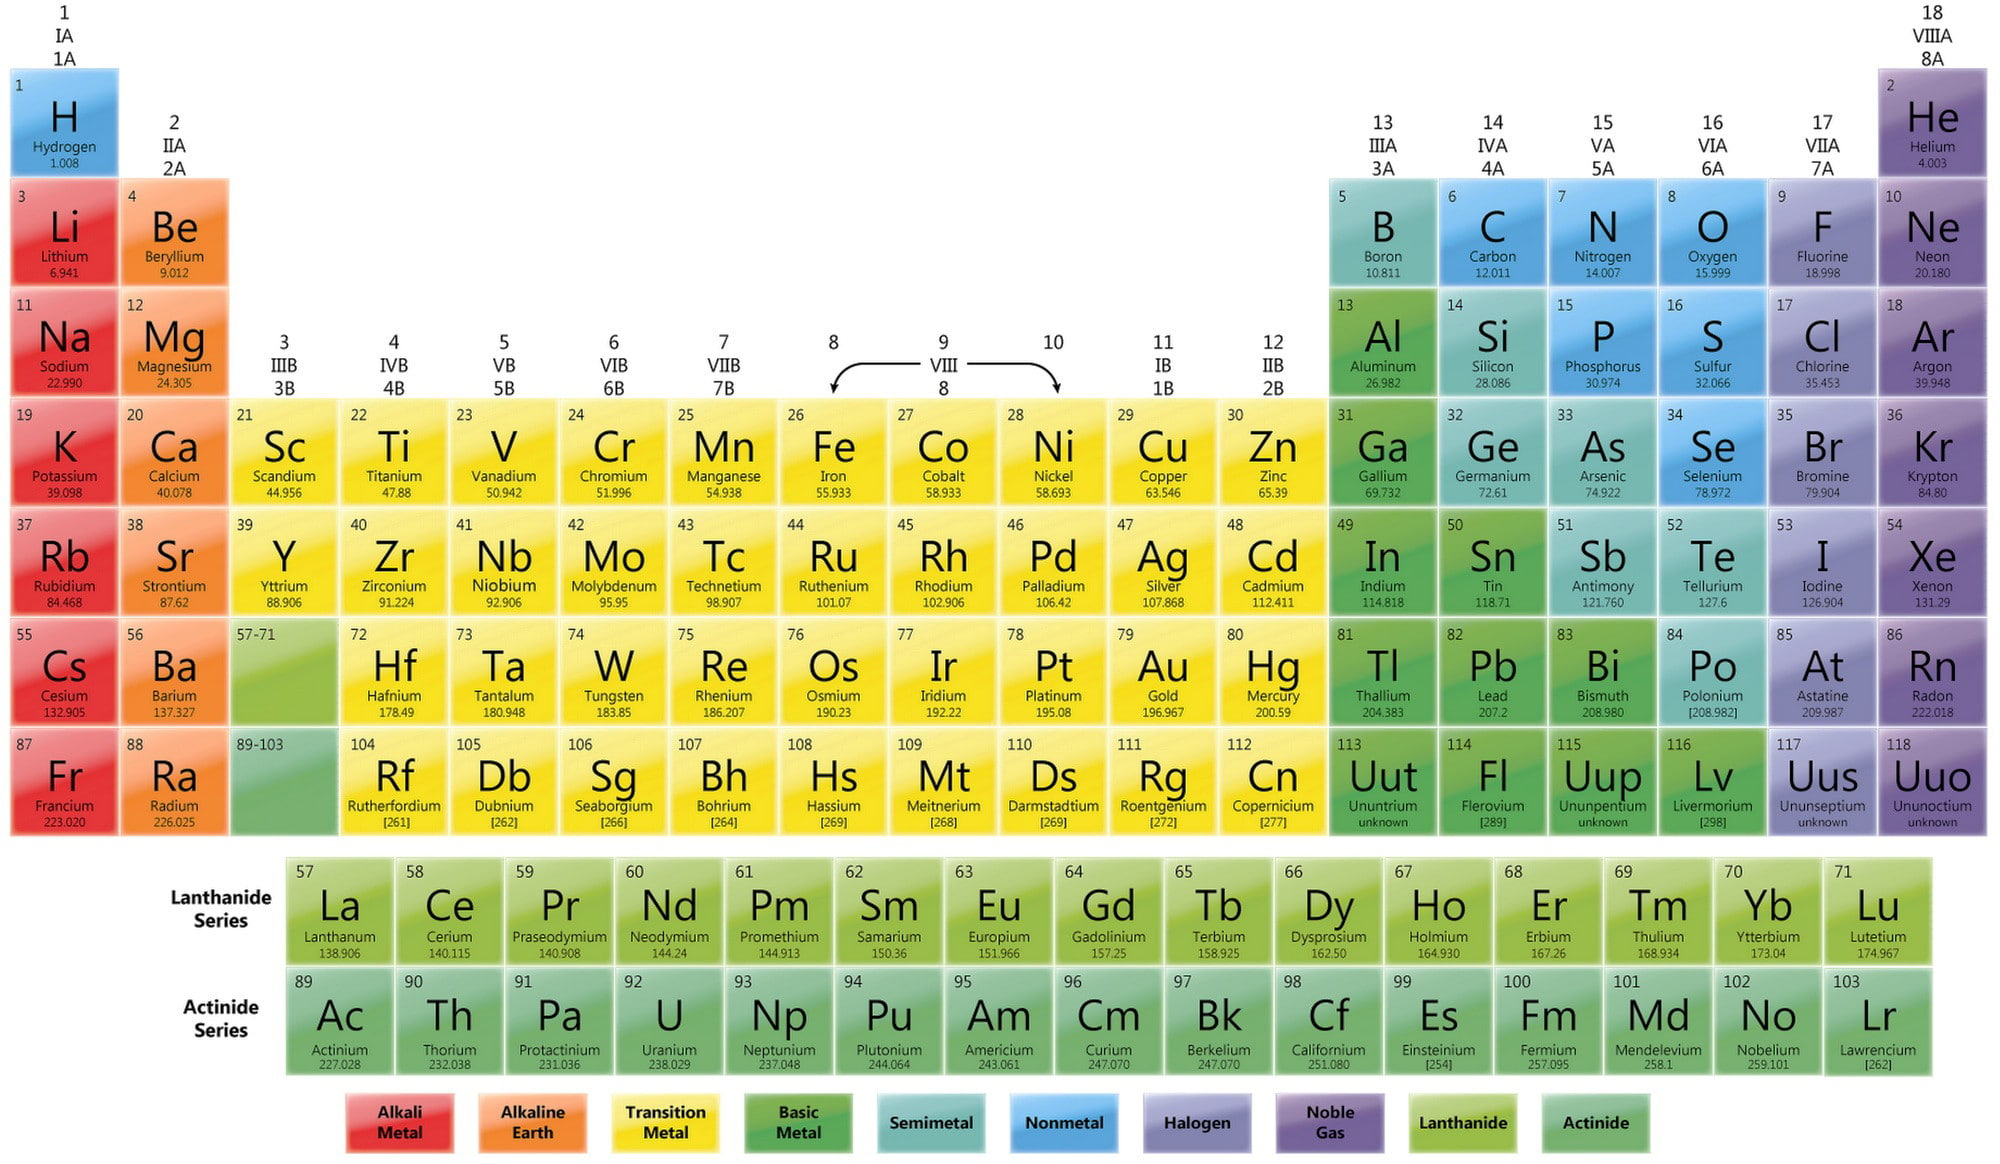 1
IA
1A
18
VIIIA
8A
1
H
Hydrogen
1.008
2
IIA
2A
13
IIIA
3A
14
IVA
4A
15
VA
5A
16
VIA
6A
17
VIIA
7A
2
He
Helium
4.003
3
Li
Lithium
6.941
4
Be
Beryllium
9.012
5
B
Boron
10.811
6
C
Carbon
12.011
7
N
Nitrogen
14.007
8
O
Oxygen
15.999
9
F
Fluorine
18.998
10
Ne
Neon
20.180
11
Na
Sodium
22.990
12
Mg
Magnesium
24.305
3
IIIB
3B
4
IVB
4B
5
VB
5B
6
VIB
6B
7
VIIB
7B
8
9
VIII
8
10
11
IB
1B
12
IIB
2B
13
Al
Aluminum
26.982
14
Si
Silicon
28.086
15
P
Phosphorus
30.974
16
S
Sulfur
32.066
17
Cl
Chlorine
35.453
18
Ar
Argon
39.948
19
K
Potassium
39.098
20
Ca
Calcium
40.078
21
Sc
Scandium
44.956
22
Ti
Titanium
47.88
23
V
Vanadium
50.942
24
Cr
Chromium
51.996
25
Mn
Manganese
54.938
26
Fe
Iron
55.933
27
Co
Cobalt
58.933
28
Ni
Nickel
58.693
29
Cu
Copper
63.546
30
Zn
Zinc
65.39
31
Ga
Gallium
69.732
32
Ge
Germanium
72.61
33
As
Arsenic
74.922
34
Se
Selenium
78.972
35
Br
Bromine
79.904
36
Kr
Krypton
84.80
37
Rb
Rubidium
84.468
38
Sr
Strontium
87.62
39
Y
Yttrium
88.906
40
Zr
Zirconium
91.224
41
Nb
Niobium
92.906
42
Mo
Molybdenum
95.95
43
Tc
Technetium
98.907
44
Ru
Ruthenium
101.07
45
Rh
Rhodium
102.906
46
Pd
Palladium
106.42
47
Ag
Silver
107.868
48
Cd
Cadmium
112.411
49
In
Indium
114.818
50
Sn
Tin
118.71
51
Sb
Antimony
121.760
52
Te
Tellurium
127.6
53
I
Iodine
126.904
54
Xe
Xenon
131.29
55
Cs
Cesium
132.905
56
Ba
Barium
137.327
57-71
72
Hf
Hafnium
178.49
73
Ta
Tantalum
180.948
74
W
Tungsten
183.85
75
Re
Rhenium
186.207
76
Os
Osmium
190.23
77
Ir
Iridium
192.22
78
Pt
Platinum
195.08
79
Au
Gold
196.967
80
Hg
Mercury
200.59
81
Tl
Thallium
204.383
82
Pb
Lead
207.2
83
Bi
Bismuth
208.980
84
Po
Polonium
[208.982]
85
At
Astatine
209.987
86
Rn
Radon
222.018
87
Fr
Francium
223.020
88
Ra
Radium
226.025
89-103
104
Rf
Rutherfordium
[261]
105
Db
Dubnium
[262]
106
Sg
Seaborgium
[266]
107
Bh
Bohrium
[264]
108
Hs
Hassium
[269]
109
Mt
Meitnerium
[268]
110
Ds
Darmstadtium
[269]
111
Rg
Roentgenium
[272]
112
Cn
Copernicium
[277]
113
Uut
Ununtrium
unknown
114
Fl
Flerovium
[289]
115
Uup
Ununpentium
unknown
116
Lv
Livermorium
[298]
117
Uus
Ununseptium
unknown
118
Uuo
Ununoctium
unknown
Lanthanide
Series
57
La
Lanthanum
138.906
58
Ce
Cerium
140.115
59
Pr
Praseodymium
140.908
60
Nd
Neodymium
144.24
61
Pm
Promethium
144.913
62
Sm
Samarium
150.36
63
Eu
Europium
151.966
64
Gd
Gadolinium
157.25
65
Tb
Terbium
158.925
66
Dy
Dysprosium
162.50
67
Ho
Holmium
164.930
68
Er
Erbium
167.26
69
Tm
Thulium
168.934
70
Yb
Ytterbium
173.04
71
Lu
Lutetium
174.967
Actinide
Series
89
Ac
Actinium
227.028
90
Th
Thorium
232.038
91
Pa
Protactinium
231.036
92
U
Uranium
238.029
93
Np
Neptunium
237.048
94
Pu
Plutonium
244.064
95
Am
Americium
243.061
96
Cm
Curium
247.070
97
Bk
Berkelium
247.070
98
Cf
Californium
251.080
99
Es
Einsteinium
[254]
100
Fm
Fermium
257.095
101
Md
Mendelevium
258.1
102
No
Nobelium
259.101
103
Lr
Lawrencium
[262]
Alkali
Metal
Alkaline
Earth
Transition
Metal
Basic
Metal
Semimetal
Nonmetal
Halogen
Noble
Gas
Lanthanide
Actinide